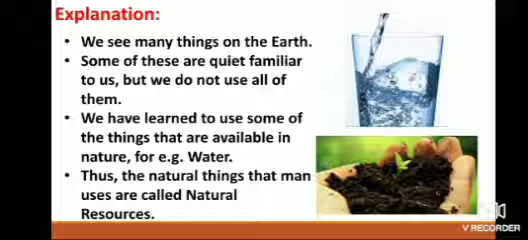 Explanation:
• We see many things on the Earth.
• Some of these are quiet familiar
to us, but we do not use all of
them.
• We have learned to use some of
the things that are available in
nature, for e.g. Water.
• Thus, the natural things that man
uses are called Natural
Resources.
V RECORDER